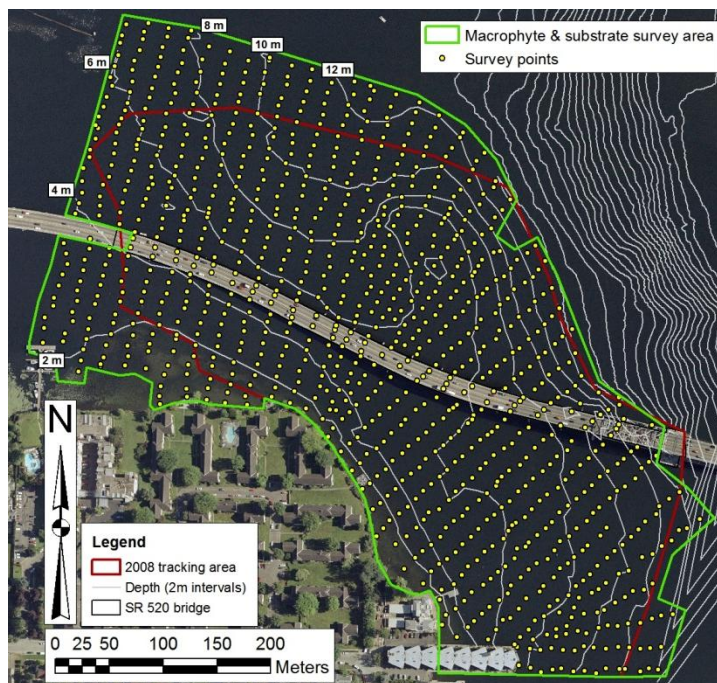 8 m
10 m
12 m
6 m
4 m
2 m
Macrophyte & substrate survey area
Survey points
N
Legend
2008 tracking area
Depth (2m intervals)
SR 520 bridge
0 25 50 100 150 200
Meters